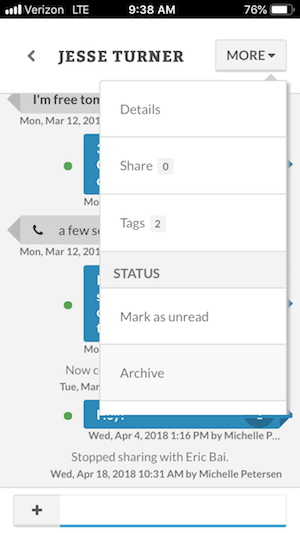 Verizon LTE 9:38 AM 76%
JESSE TURNER
MORE
I'm free tom
Mon, Mar 12, 201
Details
Mo
Share 0
Tags 2
a few se
Mon, Mar 12, 201
STATUS
Mark as unread
Mo
Now c
Archive
Tue, Mar
Wed, Apr 4, 2018 1:16 PM by Michelle P...
Stopped sharing with Eric Bai.
Wed, Apr 18, 2018 10:31 AM by Michelle Petersen
+